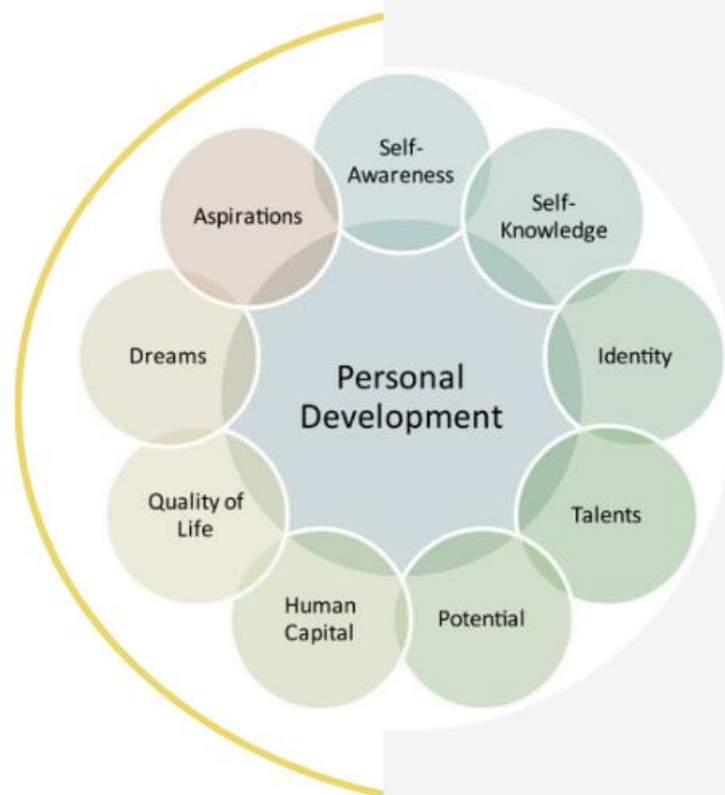 Self-
Awareness
Self-
Knowledge
Identity
Talents
Potential
Human
Capital
Quality of
Life
Dreams
Aspirations
Personal
Development